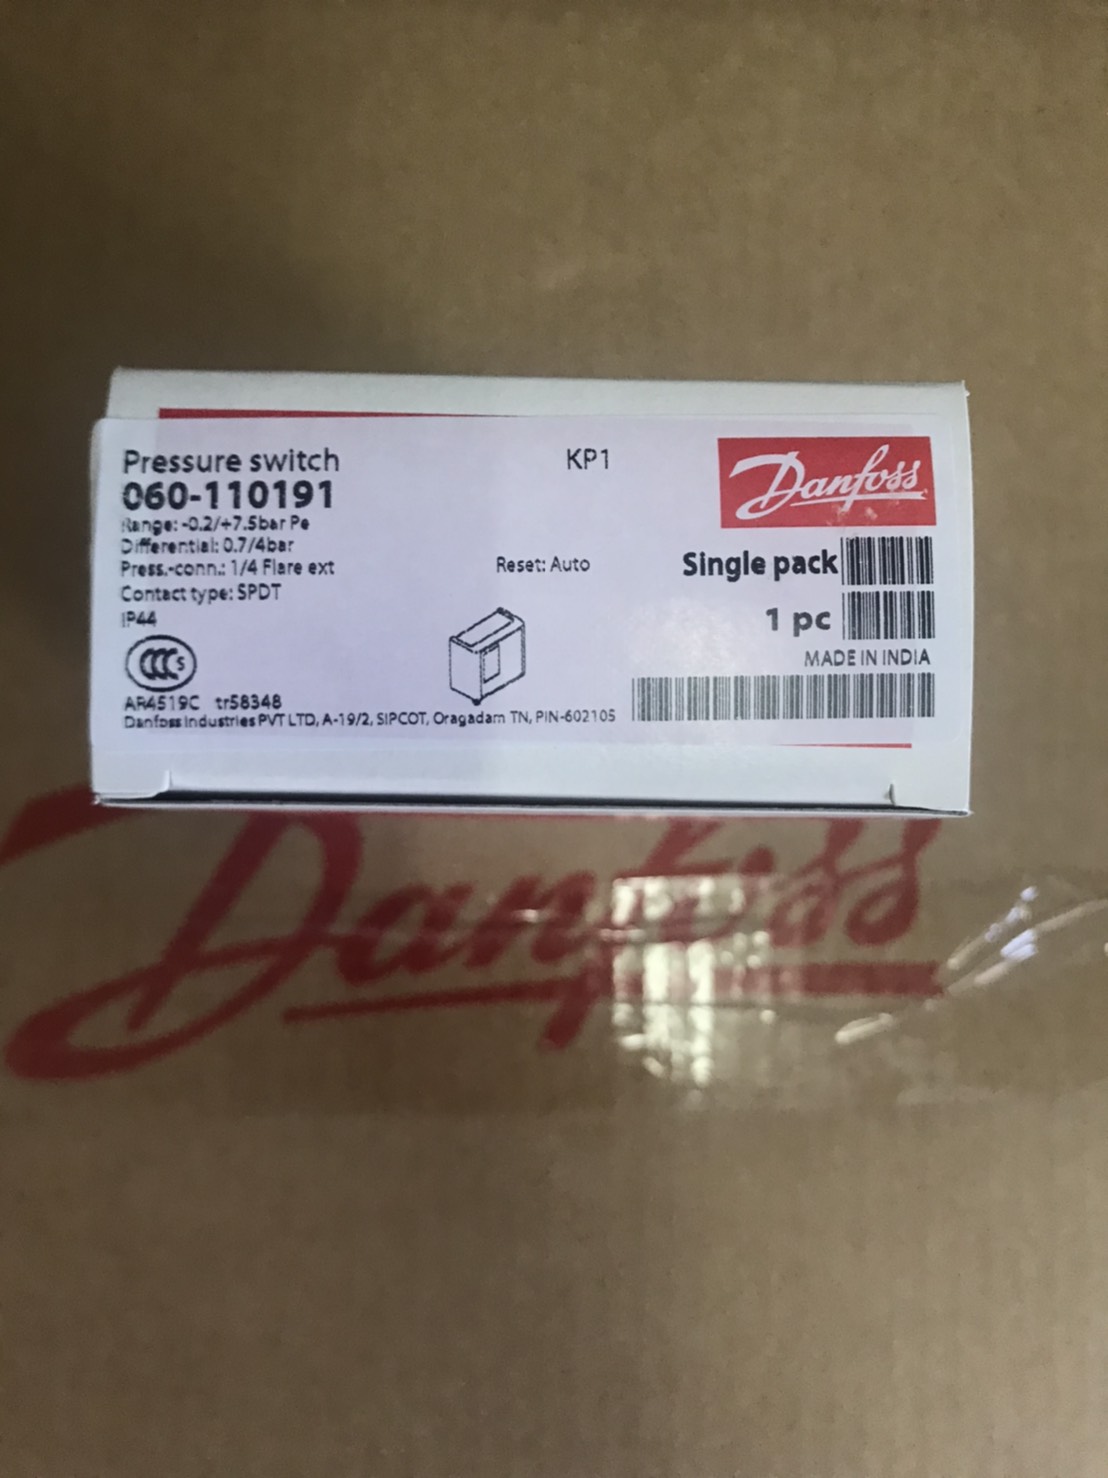 Pressure switch
KP1
Danfoss
060-110191
Range: -0.2/+7.5bar Pe
Differential: 0.7/4bar
Press.-conn.: 1/4 Flare ext
Reset: Auto
Single pack
Contact type: SPDT
IP44
1 pc
CCC S
MADE IN INDIA
AR4519C tr58348
Danfoss Industries PVT LTD, A-19/2, SIPCOT, Oragadam TN, PIN-602105
Danfoss